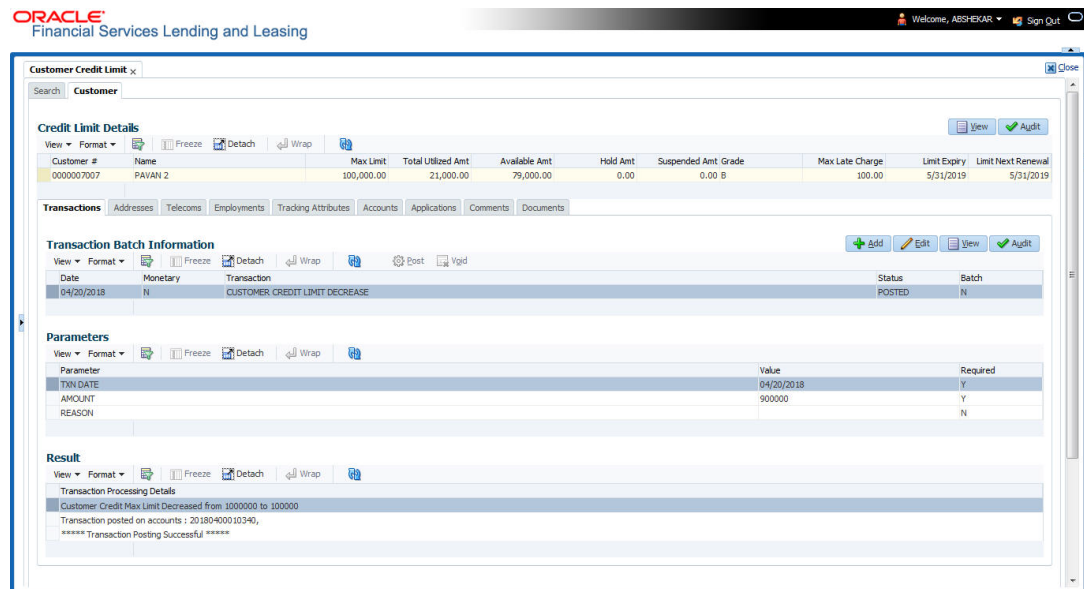 ORACLE'
Financial Services Lending and Leasing
Welcome, ABSHEKAR Sign Out
Customer Credit Limit x
Close
Search Customer
Credit Limit Details
View Audit
View Format Freeze Detach Wrap
Customer # Name Max Limit Total Utilized Amt Available Amt Hold Amt Suspended Amt Grade Max Late Charge Limit Expiry Limit Next Renewal
0000007007 PAVAN 2 100,000.00 21,000.00 79,000.00 0.00 0.00 B 100.00 5/31/2019 5/31/2019
Transactions Addresses Telecoms Employments Tracking Attributes Accounts Applications Comments Documents
Transaction Batch Information
Add Edit View Audit
View Format Freeze Detach Wrap Post Void
Date Monetary Transaction Status Batch
04/20/2018 N CUSTOMER CREDIT LIMIT DECREASE POSTED N
Parameters
View Format Freeze Detach Wrap
Parameter Value Required
TXN DATE 04/20/2018 Y
AMOUNT 900000 Y
REASON N
Result
View Format Freeze Detach Wrap
Transaction Processing Details
Customer Credit Max Limit Decreased from 1000000 to 100000
Transaction posted on accounts : 20180400010340,
***** Transaction Posting Successful *****